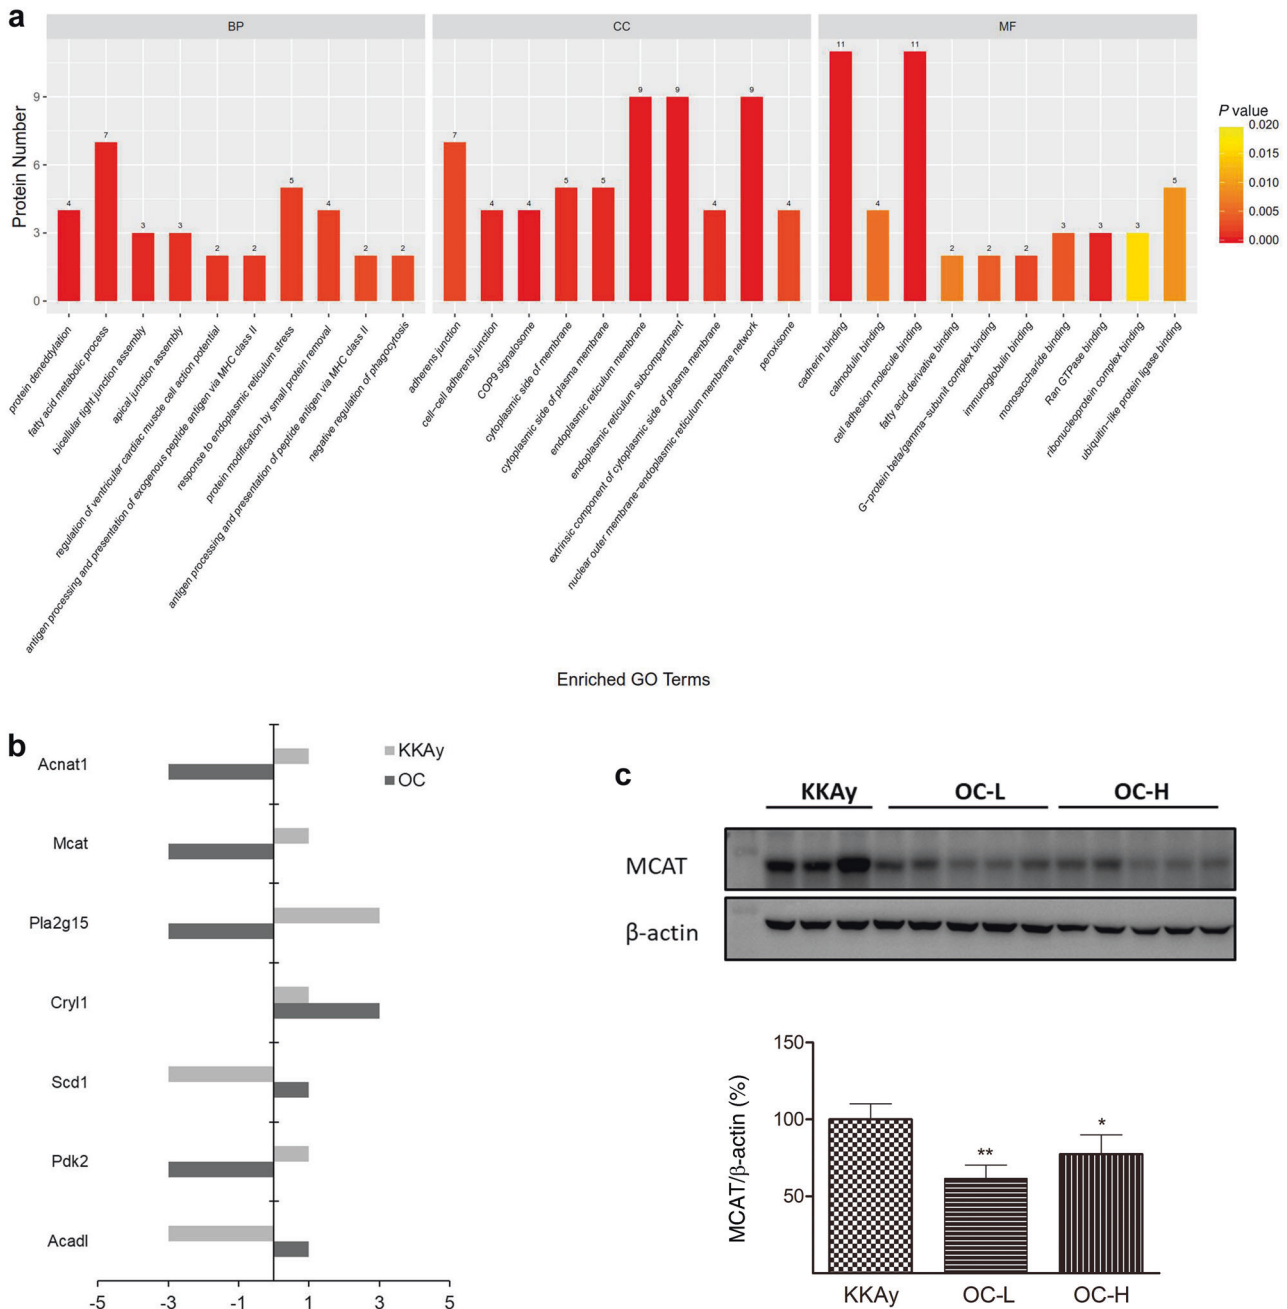 a
BP
CC
MF
Protein Number
9
6
3
0
4
7
3
3
2
2
5
4
2
2
7
4
4
5
5
9
9
4
9
4
11
4
11
2
2
2
3
3
3
5
P value
0.020
0.015
0.010
0.005
0.000
protein deneddylation
fatty acid metabolic process
bicellular tight junction assembly
apical junction assembly
regulation of ventricular cardiac muscle cell action potential
antigen processing and presentation of exogenous peptide antigen via MHC class II
response to endoplasmic reticulum stress
protein modification by small protein removal
antigen processing and presentation of peptide antigen via MHC class II
negative regulation of phagocytosis
adherens junction
cell−cell adherens junction
COP9 signalosome
cytoplasmic side of membrane
cytoplasmic side of plasma membrane
endoplasmic reticulum membrane
endoplasmic reticulum subcompartment
extrinsic component of cytoplasmic side of plasma membrane
nuclear outer membrane−endoplasmic reticulum membrane network
peroxisome
cadherin binding
calmodulin binding
cell adhesion molecule binding
fatty acid derivative binding
G−protein beta/gamma−subunit complex binding
immunoglobulin binding
monosaccharide binding
Ran GTPase binding
ribonucleoprotein complex binding
ubiquitin−like protein ligase binding
Enriched GO Terms
b
KKAy
OC
Acnat1
Mcat
Pla2g15
Cryl1
Scd1
Pdk2
Acadl
-5
-3
-1
1
3
5
c
KKAy
OC-L
OC-H
MCAT
β-actin
MCAT/β-actin (%)
150
100
50
**
*
KKAy
OC-L
OC-H